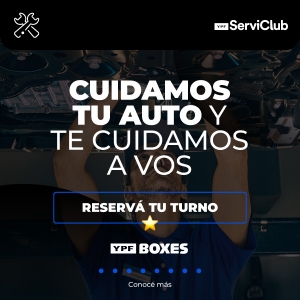 YPF ServiClub
CUIDAMOS
TU AUTO Y
TE CUIDAMOS
A VOS
RESERVÁ TU TURNO
YPF BOXES
Conocé más